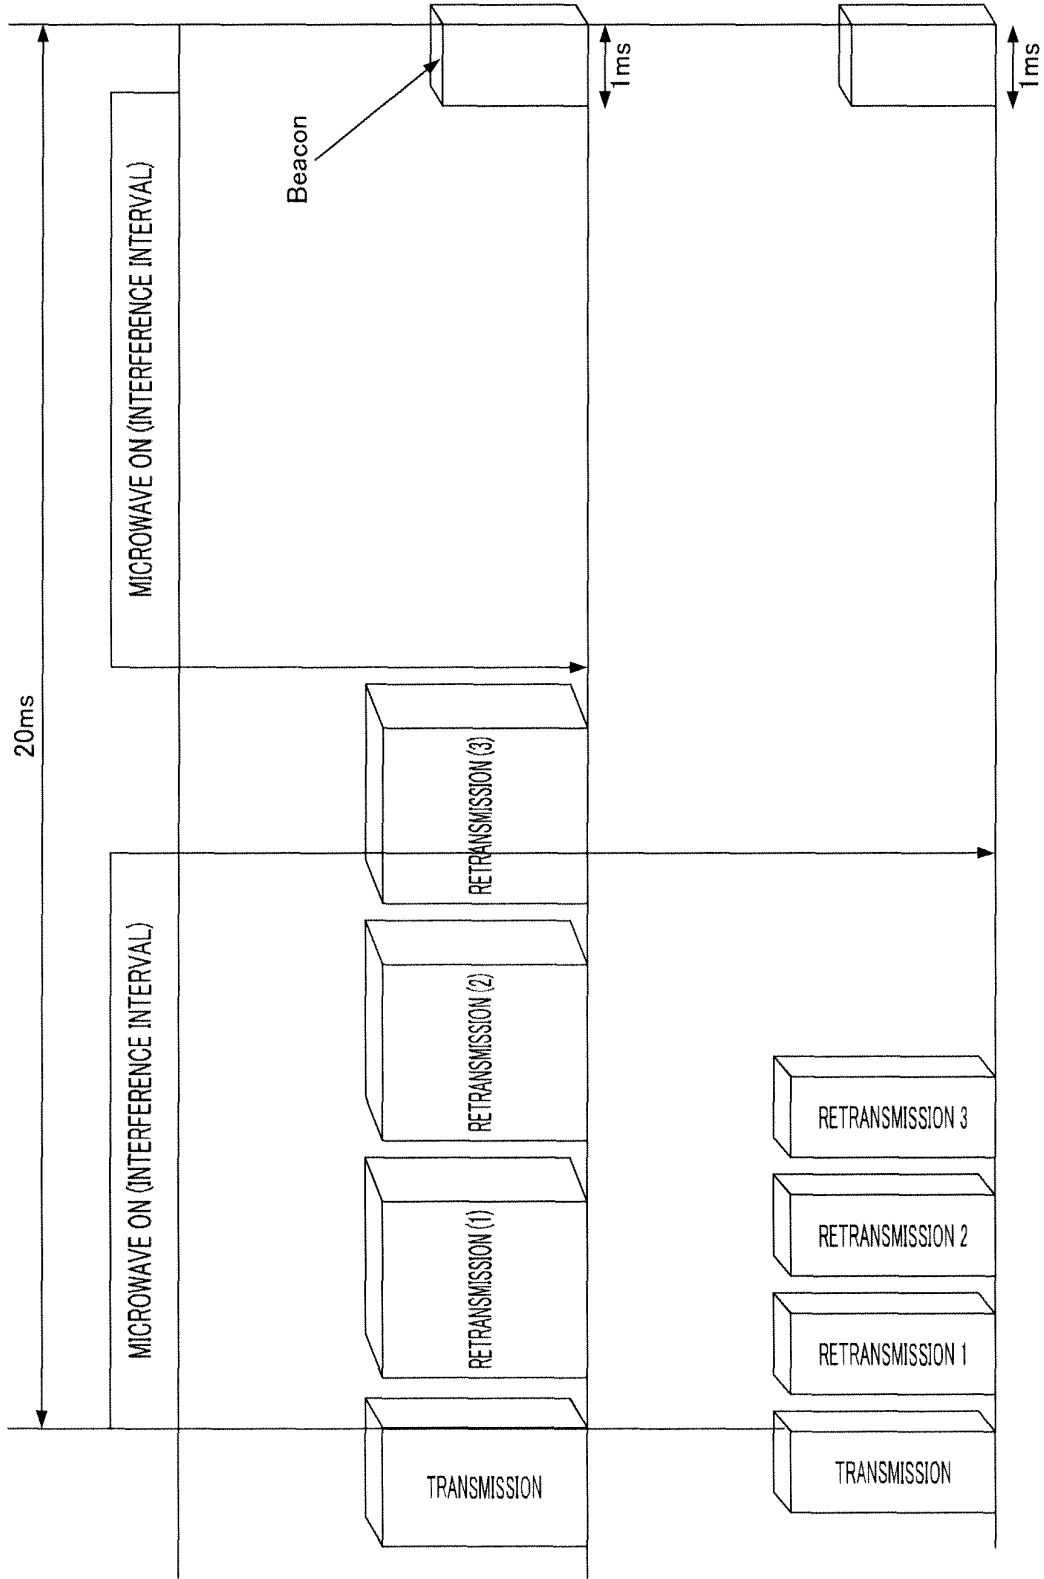 20ms
MICROWAVE ON (INTERFERENCE INTERVAL)
MICROWAVE ON (INTERFERENCE INTERVAL)
Beacon
TRANSMISSION
RETRANSMISSION (1)
RETRANSMISSION (2)
RETRANSMISSION (3)
1ms
TRANSMISSION
RETRANSMISSION 1
RETRANSMISSION 2
RETRANSMISSION 3
1ms